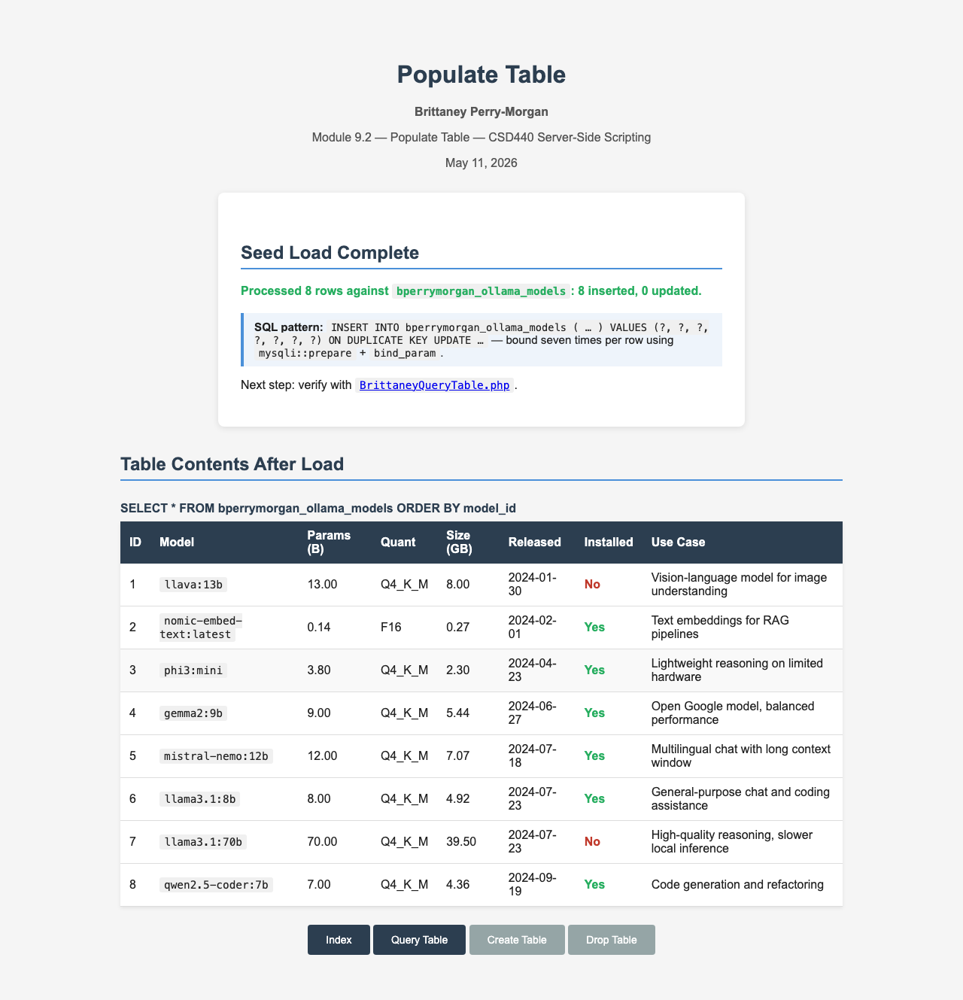 Populate Table
Brittaney Perry-Morgan
Module 9.2 — Populate Table — CSD440 Server-Side Scripting
May 11, 2026
Seed Load Complete
Processed 8 rows against bperrymorgan_ollama_models: 8 inserted, 0 updated.
SQL pattern: INSERT INTO bperrymorgan_ollama_models ( … ) VALUES (?, ?, ?,
?, ?, ?, ?) ON DUPLICATE KEY UPDATE … — bound seven times per row using
mysqli::prepare + bind_param.
Next step: verify with BrittaneyQueryTable.php.
Table Contents After Load
SELECT * FROM bperrymorgan_ollama_models ORDER BY model_id
ID Model Params (B) Quant Size (GB) Released Installed Use Case
1 llava:13b 13.00 Q4_K_M 8.00 2024-01-30 No Vision-language model for image understanding
2 nomic-embed-text:latest 0.14 F16 0.27 2024-02-01 Yes Text embeddings for RAG pipelines
3 phi3:mini 3.80 Q4_K_M 2.30 2024-04-23 Yes Lightweight reasoning on limited hardware
4 gemma2:9b 9.00 Q4_K_M 5.44 2024-06-27 Yes Open Google model, balanced performance
5 mistral-nemo:12b 12.00 Q4_K_M 7.07 2024-07-18 Yes Multilingual chat with long context window
6 llama3.1:8b 8.00 Q4_K_M 4.92 2024-07-23 Yes General-purpose chat and coding assistance
7 llama3.1:70b 70.00 Q4_K_M 39.50 2024-07-23 No High-quality reasoning, slower local inference
8 qwen2.5-coder:7b 7.00 Q4_K_M 4.36 2024-09-19 Yes Code generation and refactoring
Index Query Table Create Table Drop Table